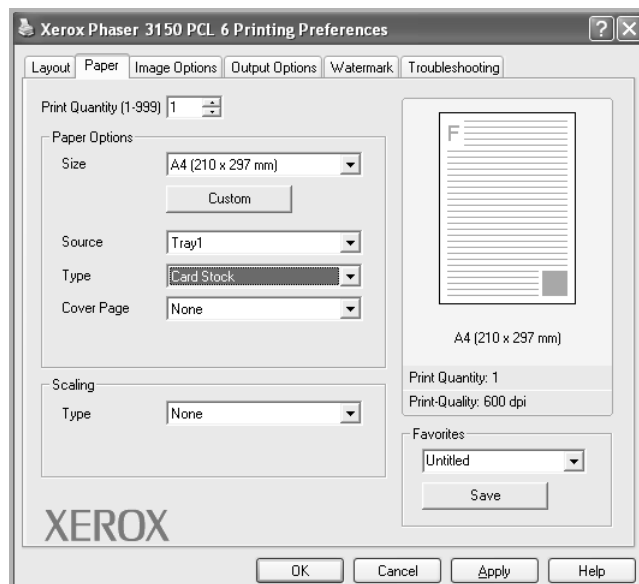 Xerox Phaser 3150 PCL 6 Printing Preferences
Layout Paper Image Options Output Options Watermark Troubleshooting
Print Quantity (1-999) 1
Paper Options
Size A4 (210 x 297 mm)
Custom
Source Tray1
Type Card Stock
Cover Page None
Scaling
Type None
XEROX
F
A4 (210 x 297 mm)
Print Quantity: 1
Print-Quality: 600 dpi
Favorites
Untitled
Save
OK Cancel Apply Help